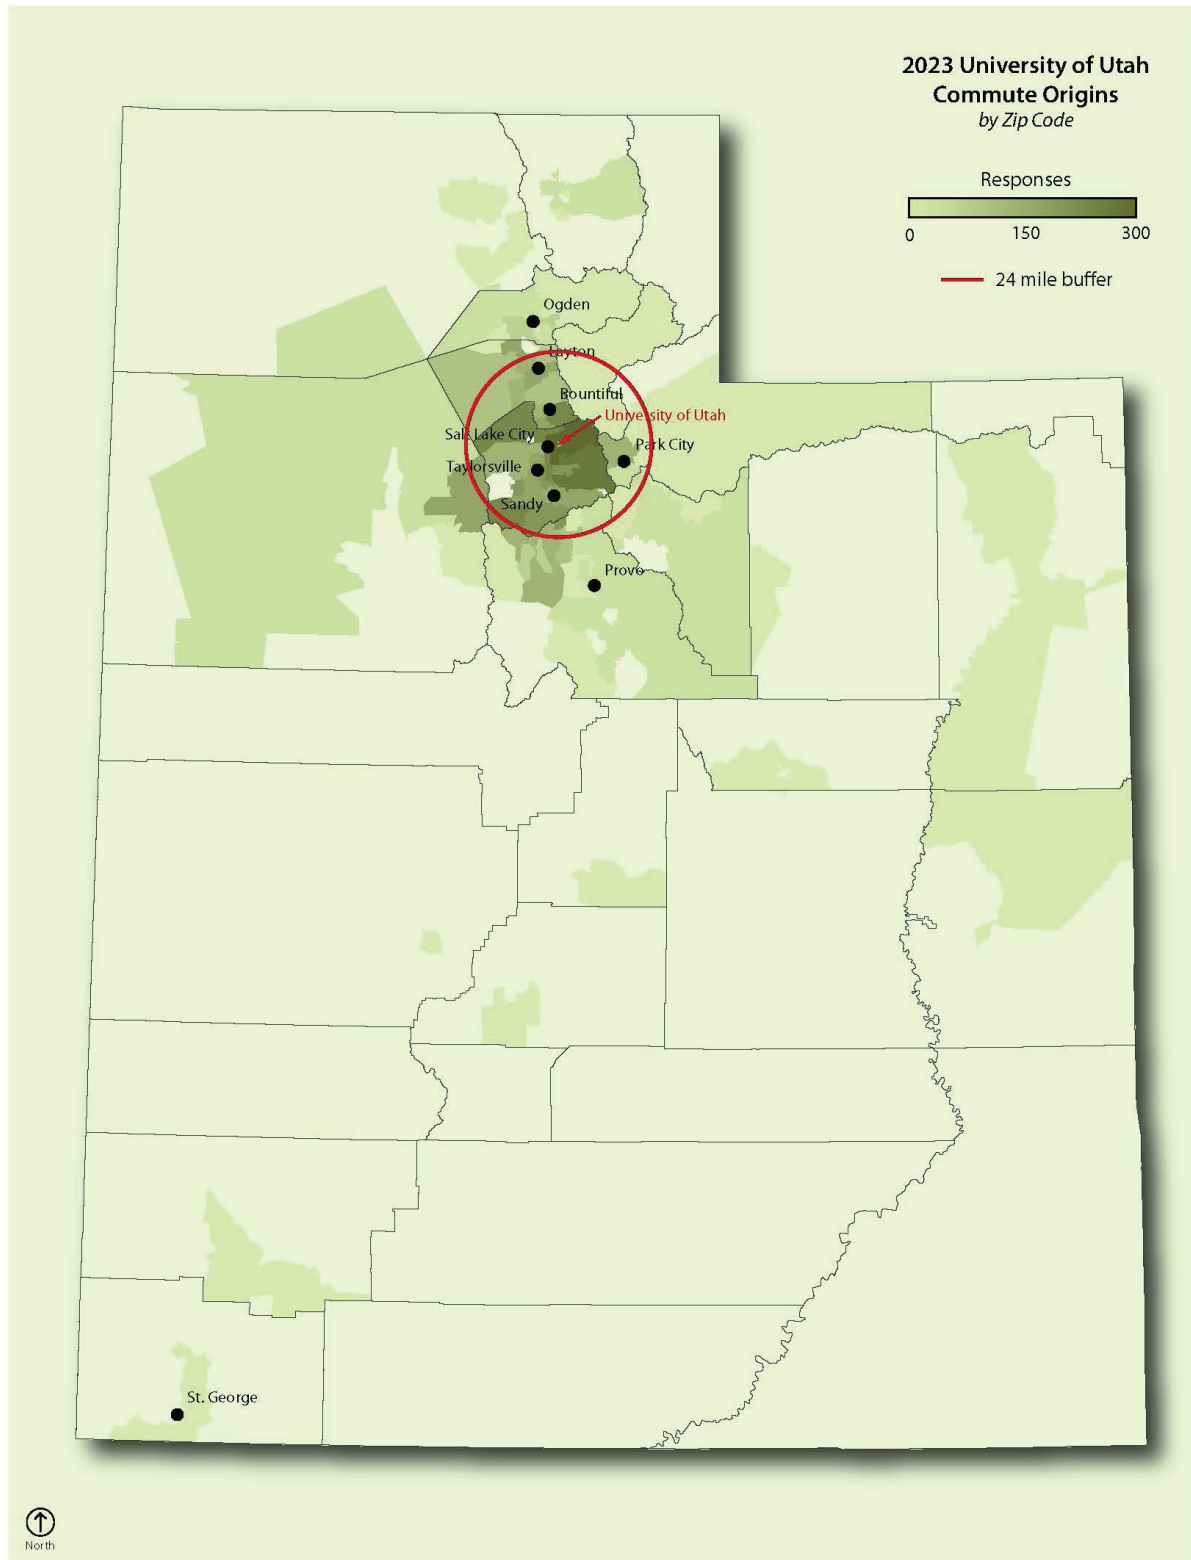 2023 University of Utah
Commute Origins
by Zip Code
Responses
0 150 300
24 mile buffer
Ogden
Layton
Bountiful
University of Utah
Salt Lake City
Park City
Taylorsville
Sandy
Provo
St. George
North